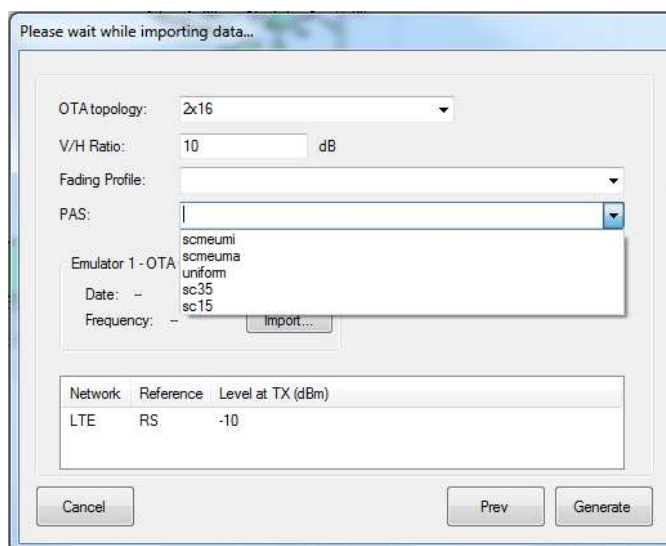 Please wait while importing data...
OTA topology: 2x16
V/H Ratio: 10 dB
Fading Profile:
PAS:
scmeumi
scmeuma
uniform
sc35
sc15
Emulator 1 - OTA
Date: --
Frequency: -- Import...
Network Reference Level at TX (dBm)
LTE RS -10
Cancel Prev Generate